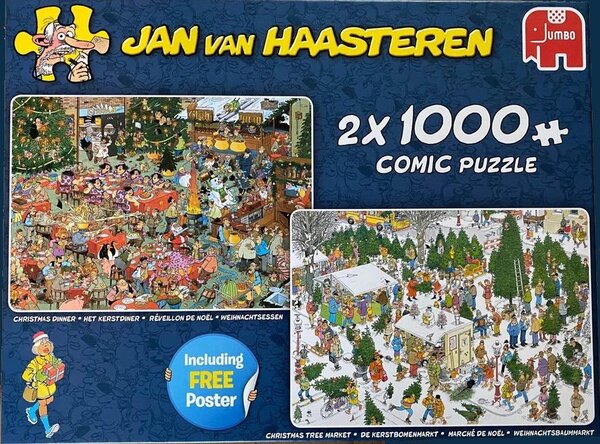 JAN VAN HAASTEREN
Jumbo
2X 1000
COMIC PUZZLE
CHRISTMAS DINNER • HET KERSTDINER • RÉVEILLON DE NOËL • WEIHNACHTSESSEN
Including
FREE
Poster
CHRISTMAS TREE MARKET • DE KERSTBOMENMARKT • MARCHÉ DE NOËL • WEIHNACHTSBAUMMARKT